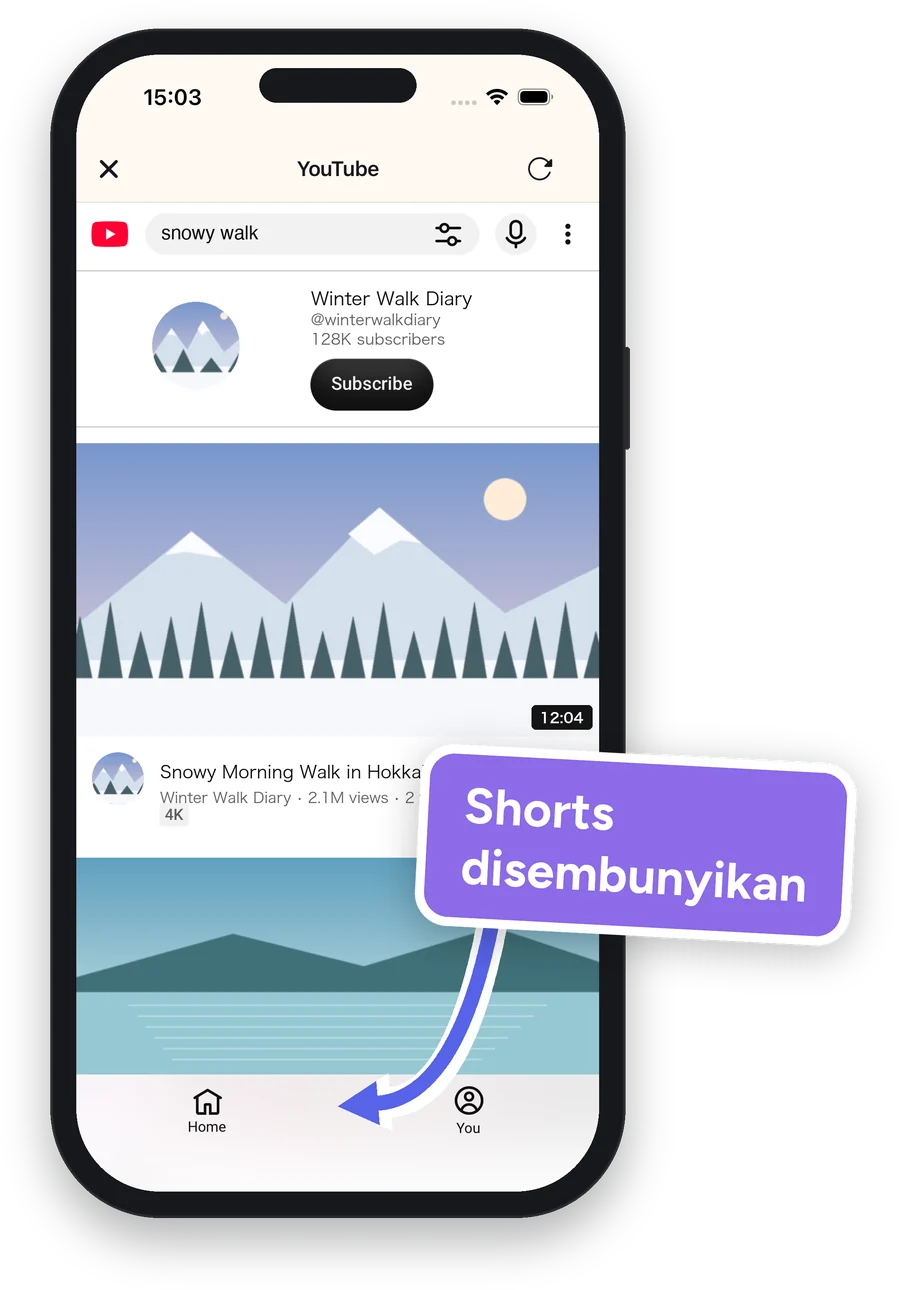 15:03
YouTube
snowy walk
Winter Walk Diary
@winterwalkdiary
128K subscribers
Subscribe
12:04
Snowy Morning Walk in
Winter Walk Diary · 2.1M views · 2
4K
Shorts
disembunyikan
Home
You